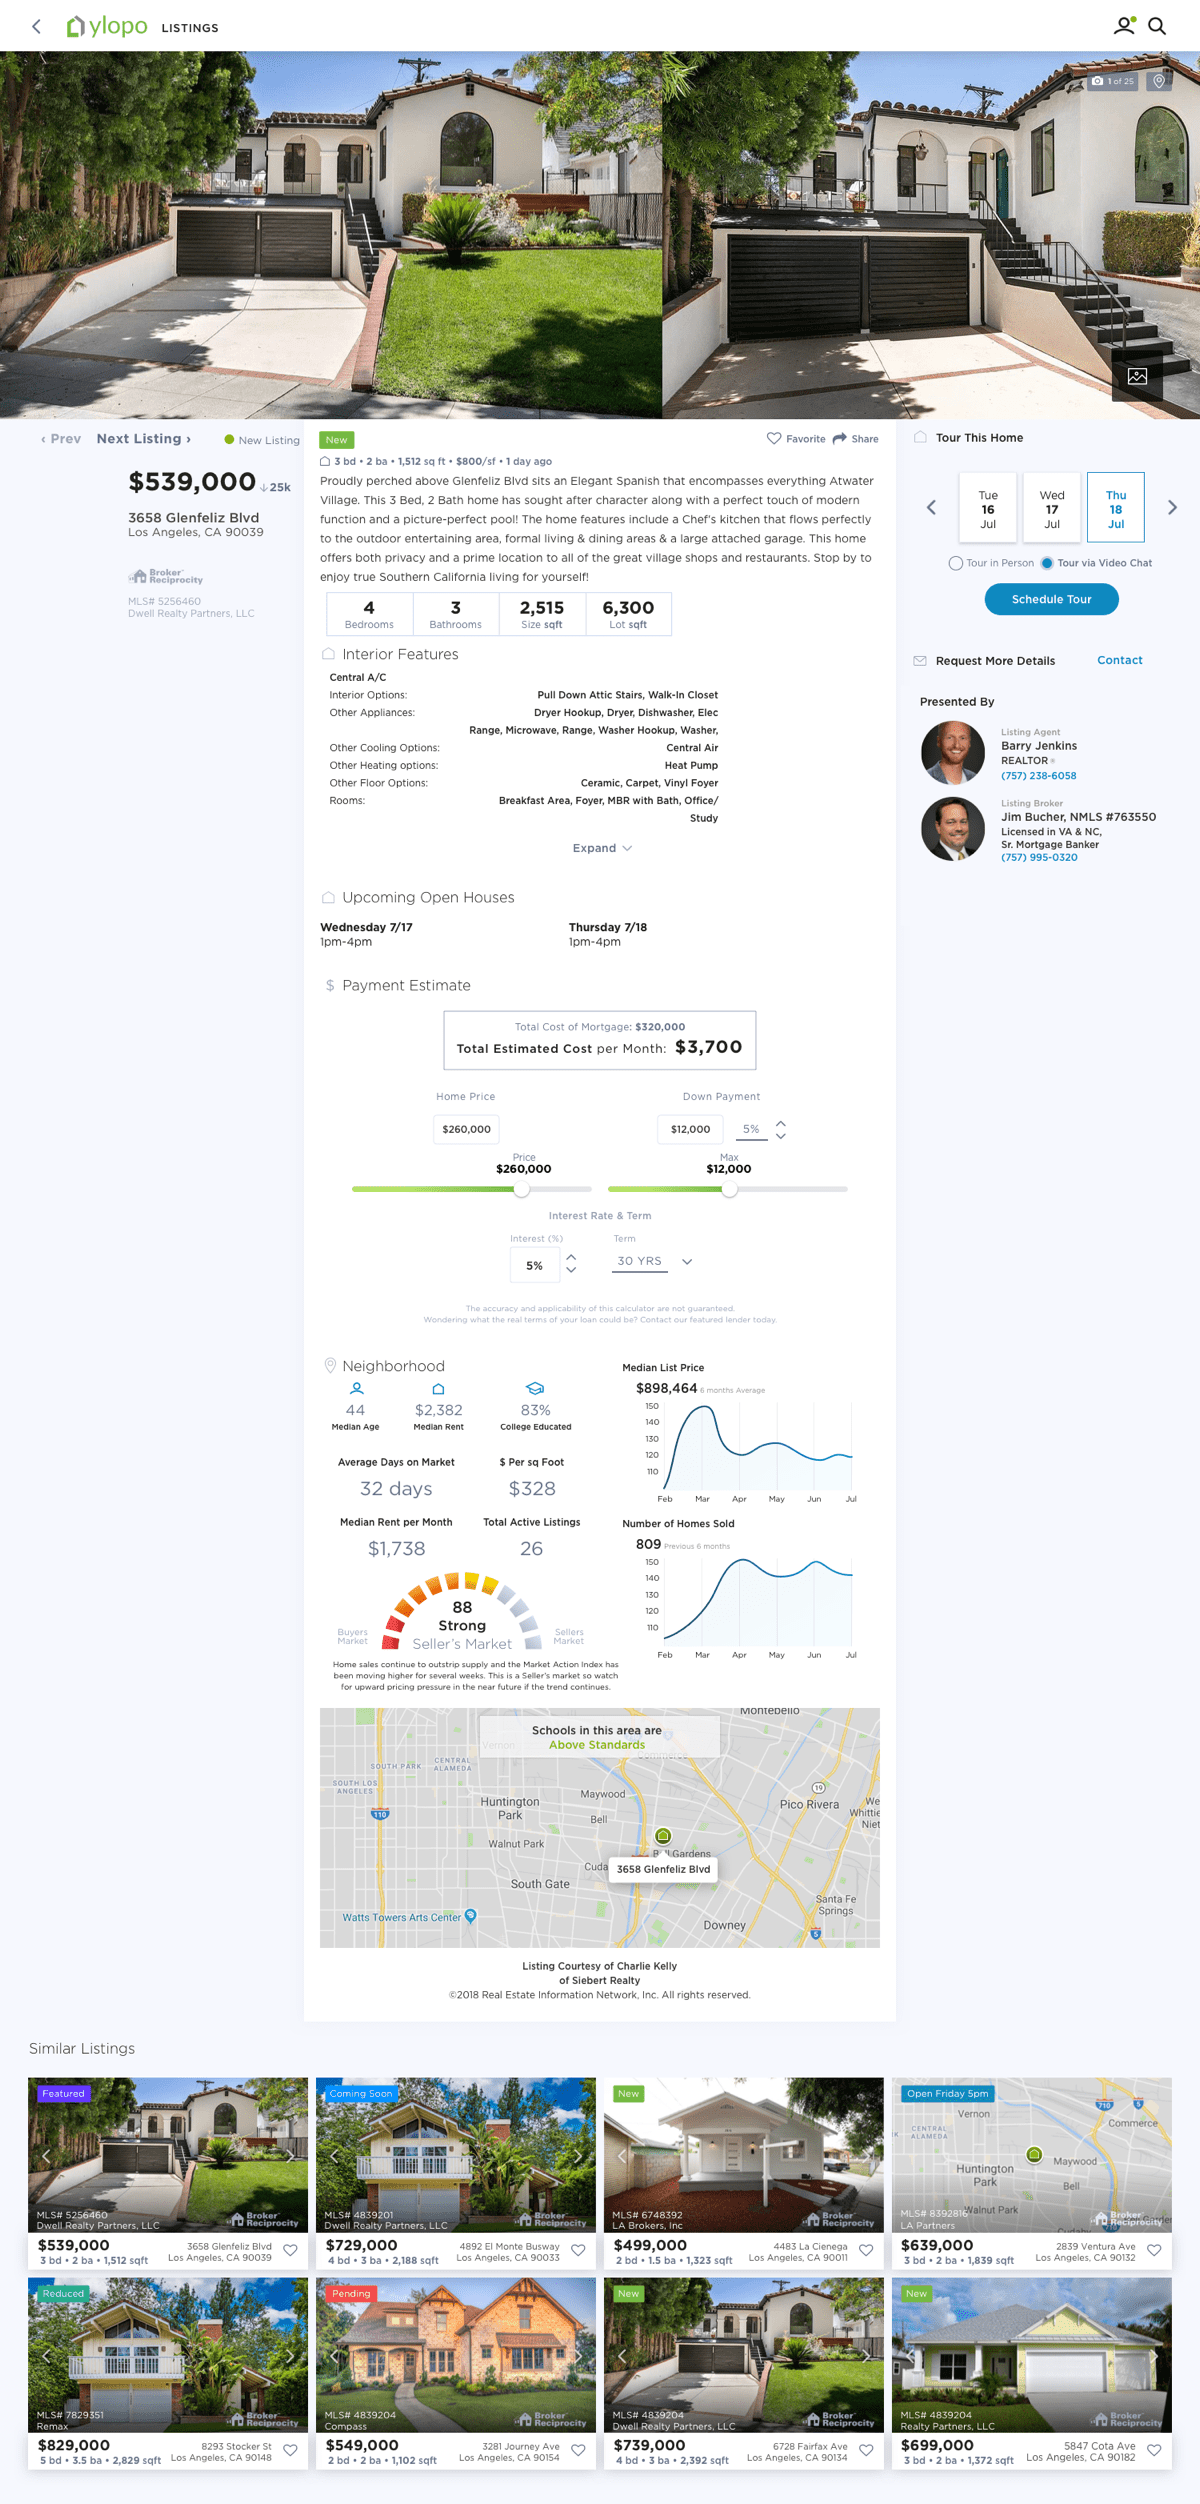 ylopo LISTINGS
1 of 25
‹ Prev Next Listing ›
New Listing
$539,000 ↓25k
3658 Glenfeliz Blvd
Los Angeles, CA 90039
Broker
Reciprocity
MLS# 5256460
Dwell Realty Partners, LLC
New
Favorite Share
3 bd • 2 ba • 1,512 sq ft • $800/sf • 1 day ago
Proudly perched above Glenfeliz Blvd sits an Elegant Spanish that encompasses everything Atwater
Village. This 3 Bed, 2 Bath home has sought after character along with a perfect touch of modern
function and a picture-perfect pool! The home features include a Chef's kitchen that flows perfectly
to the outdoor entertaining area, formal living & dining areas & a large attached garage. This home
offers both privacy and a prime location to all of the great village shops and restaurants. Stop by to
enjoy true Southern California living for yourself!
4 3 2,515 6,300
Bedrooms Bathrooms Size sqft Lot sqft
Interior Features
Central A/C
Interior Options: Pull Down Attic Stairs, Walk-In Closet
Other Appliances: Dryer Hookup, Dryer, Dishwasher, Elec
Range, Microwave, Range, Washer Hookup, Washer,
Other Cooling Options: Central Air
Other Heating options: Heat Pump
Other Floor Options: Ceramic, Carpet, Vinyl Foyer
Rooms: Breakfast Area, Foyer, MBR with Bath, Office/
Study
Expand
Upcoming Open Houses
Wednesday 7/17 Thursday 7/18
1pm-4pm 1pm-4pm
$ Payment Estimate
Total Cost of Mortgage: $320,000
Total Estimated Cost per Month: $3,700
Home Price Down Payment
$260,000 $12,000 5%
Price Max
$260,000 $12,000
Interest Rate & Term
Interest (%) Term
5% 30 YRS
The accuracy and applicability of this calculator are not guaranteed.
Wondering what the real terms of your loan could be? Contact our featured lender today.
Neighborhood
44 $2,382 83%
Median Age Median Rent College Educated
Average Days on Market $ Per sq Foot
32 days $328
Median Rent per Month Total Active Listings
$1,738 26
88
Strong
Seller's Market
Buyers
Market
Sellers
Market
Home sales continue to outstrip supply and the Market Action Index has
been moving higher for several weeks. This is a Seller's market so watch
for upward pricing pressure in the near future if the trend continues.
Median List Price
$898,464 6 months Average
150
140
130
120
110
Feb Mar Apr May Jun Jul
Number of Homes Sold
809 Previous 6 months
150
140
130
120
110
Feb Mar Apr May Jun Jul
Schools in this area are
Above Standards
Montebello
Vernon
Commerce
SOUTH PARK
CENTRAL
ALAMEDA
SOUTH LOS
ANGELES
110
Huntington
Park
Maywood
Bell
19
Pico Rivera
We
Whittie
Niet
Walnut Park
Bell Gardens
Cuda
3658 Glenfeliz Blvd
South Gate
Santa Fe
Springs
Watts Towers Arts Center
Downey
5
Listing Courtesy of Charlie Kelly
of Siebert Realty
©2018 Real Estate Information Network, Inc. All rights reserved.
Tour This Home
Tue Wed Thu
16 17 18
Jul Jul Jul
Tour in Person Tour via Video Chat
Schedule Tour
Request More Details Contact
Presented By
Listing Agent
Barry Jenkins
REALTOR®
(757) 238-6058
Listing Broker
Jim Bucher, NMLS #763550
Licensed in VA & NC,
Sr. Mortgage Banker
(757) 995-0320
Similar Listings
Featured
MLS# 5256460
Dwell Realty Partners, LLC
Broker
Reciprocity
$539,000 3658 Glenfeliz Blvd
3 bd • 2 ba • 1,512 sqft Los Angeles, CA 90039
Coming Soon
MLS# 4839201
Dwell Realty Partners, LLC
Broker
Reciprocity
$729,000 4892 El Monte Busway
4 bd • 3 ba • 2,188 sqft Los Angeles, CA 90033
New
MLS# 6748392
LA Brokers, Inc
Broker
Reciprocity
$499,000 4483 La Cienega
2 bd • 1.5 ba • 1,323 sqft Los Angeles, CA 90011
Open Friday 5pm
710
5
Vernon
Commerce
CENTRAL
ALAMEDA
Huntington
Park
Maywood
Bell
Walnut Park
Cudahy
710
MLS# 8392816
LA Partners
Broker
Reciprocity
$639,000 2839 Ventura Ave
3 bd • 2 ba • 1,839 sqft Los Angeles, CA 90132
Reduced
MLS# 7829351
Remax
Broker
Reciprocity
$829,000 8293 Stocker St
5 bd • 3.5 ba • 2,829 sqft Los Angeles, CA 90148
Pending
MLS# 4839204
Compass
Broker
Reciprocity
$549,000 3281 Journey Ave
2 bd • 2 ba • 1,102 sqft Los Angeles, CA 90154
New
MLS# 4839204
Dwell Realty Partners, LLC
Broker
Reciprocity
$739,000 6728 Fairfax Ave
4 bd • 3 ba • 2,392 sqft Los Angeles, CA 90134
New
MLS# 4839204
Realty Partners, LLC
Broker
Reciprocity
$699,000 5847 Cota Ave
3 bd • 2 ba • 1,372 sqft Los Angeles, CA 90182